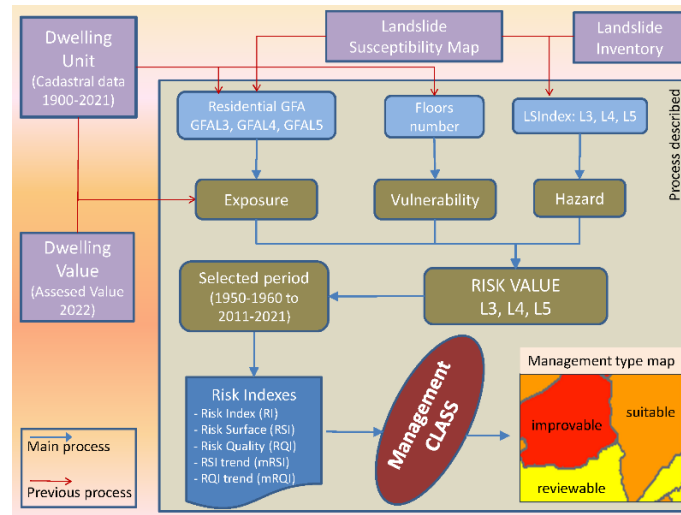 Dwelling
Unit
(Cadastral data
1900-2021)
Landslide
Susceptibility Map
Landslide
Inventory
Residential GFA
GFAL3, GFAL4, GFAL5
Floors
number
LSIndex: L3, L4, L5
Process described
Exposure
Vulnerability
Hazard
Dwelling
Value
(Assesed Value
2022)
Selected period
(1950-1960 to
2011-2021)
RISK VALUE
L3, L4, L5
Risk Indexes
- Risk Index (RI)
- Risk Surface (RSI)
- Risk Quality (RQI)
- RSI trend (mRSI)
- RQI trend (mRQI)
Management
CLASS
Management type map
improvable
suitable
reviewable
Main process
Previous process